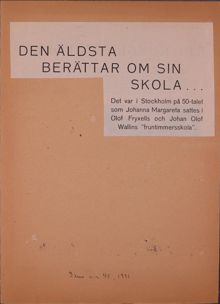 DEN ÄLDSTA
BERÄTTAR OM SIN
SKOLA...
Det var i Stockholm på 50-talet
som Johanna Margareta sattes i
Olof Fryxells och Johan Olof
Wallins "fruntimmersskola".